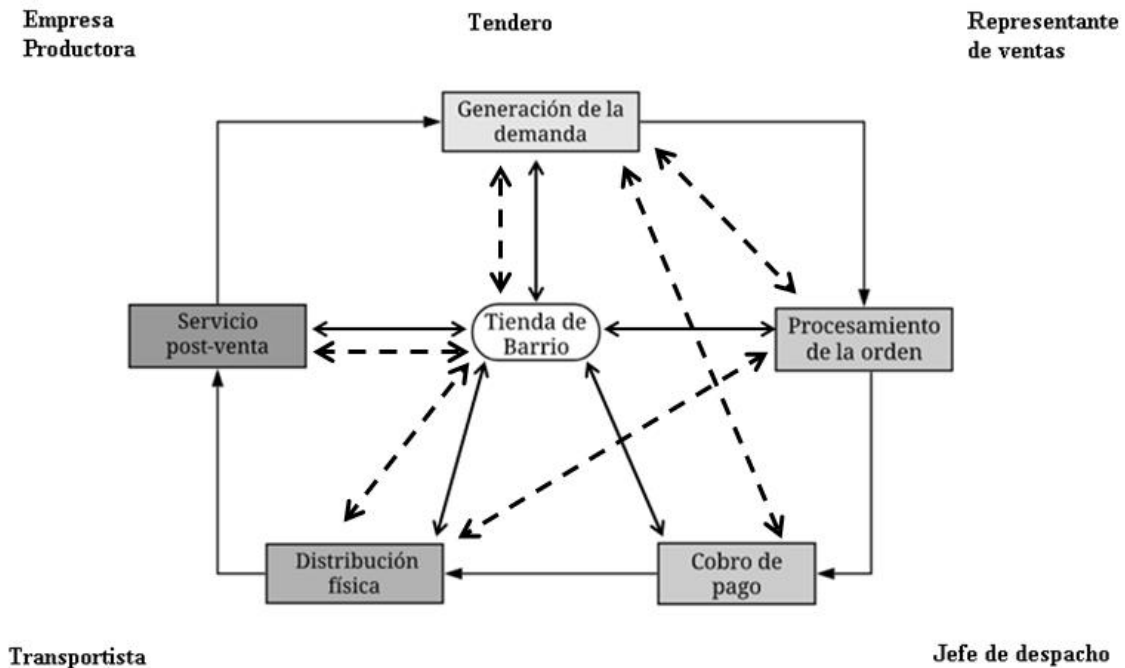 Empresa
Productora
Tendero
Representante
de ventas
Generación de la
demanda
Servicio
post-venta
Tienda de
Barrio
Procesamiento
de la orden
Distribución
física
Cobro de
pago
Transportista
Jefe de despacho